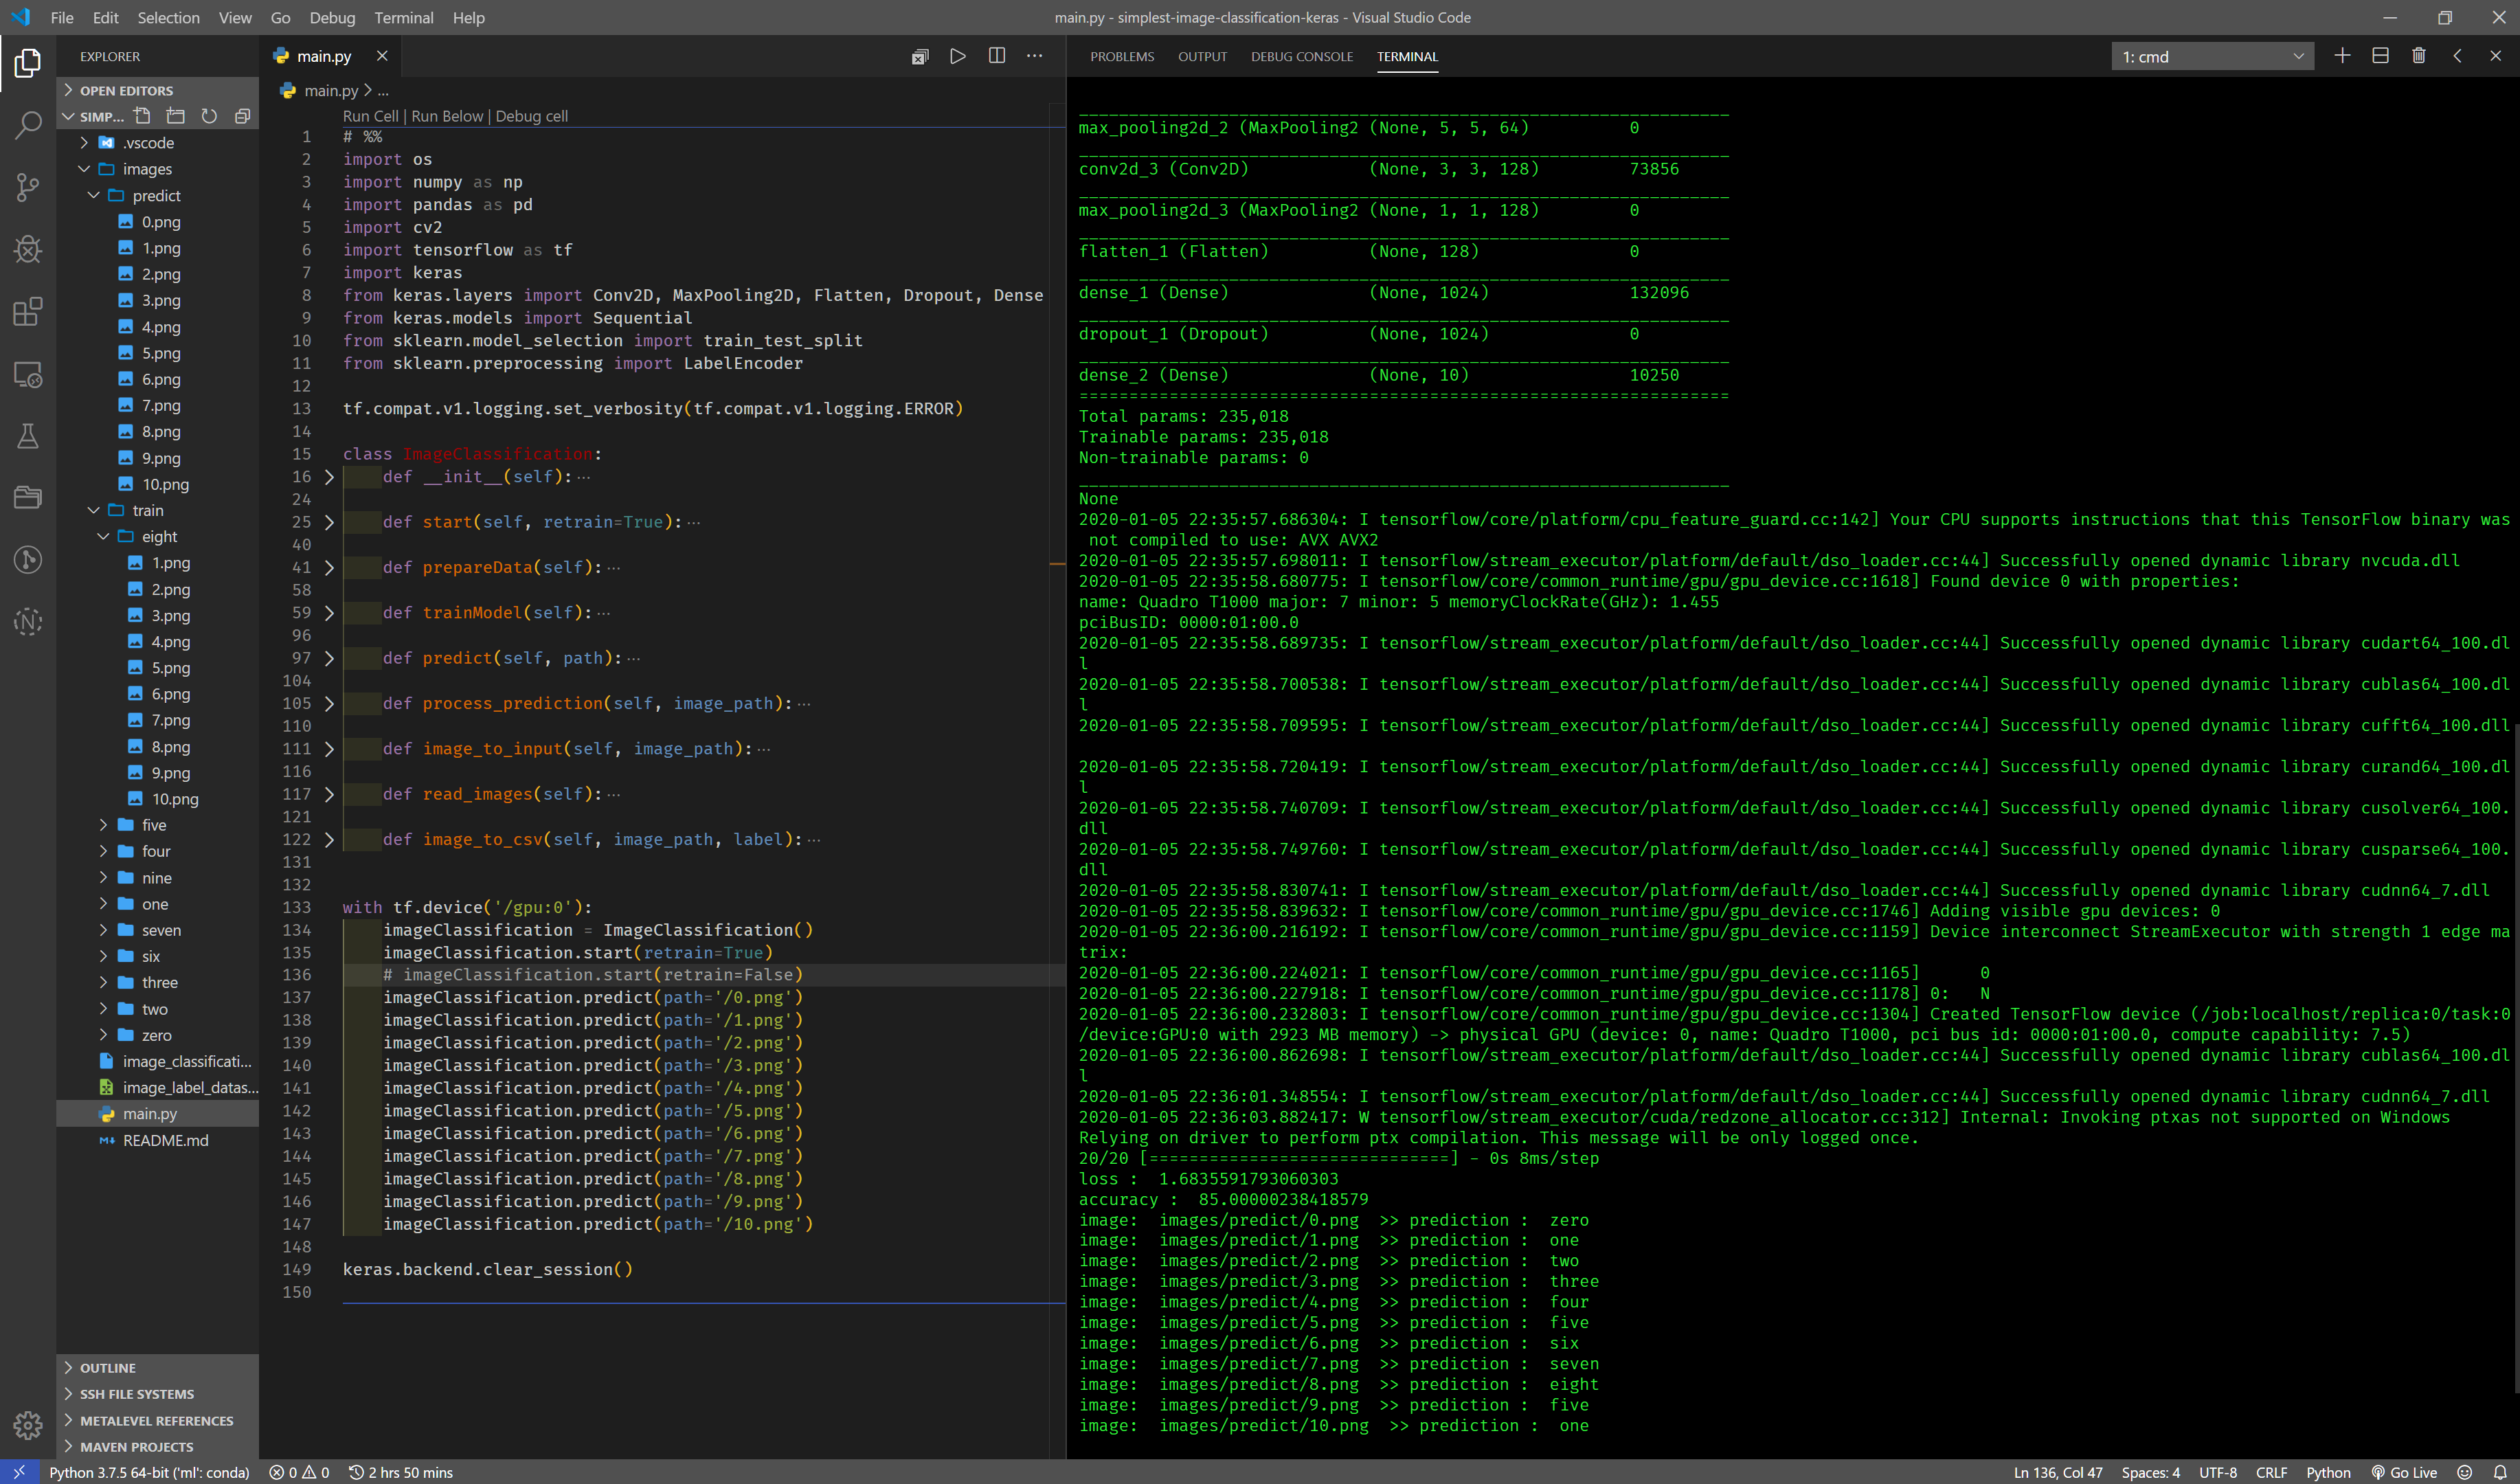 File Edit Selection View Go Debug Terminal Help
main.py - simplest-image-classification-keras - Visual Studio Code
EXPLORER
OPEN EDITORS
SIMP...
.vscode
images
predict
0.png
1.png
2.png
3.png
4.png
5.png
6.png
7.png
8.png
9.png
10.png
train
eight
1.png
2.png
3.png
4.png
5.png
6.png
7.png
8.png
9.png
10.png
five
four
nine
one
seven
six
three
two
zero
image_classificati...
image_label_datas...
main.py
README.md
OUTLINE
SSH FILE SYSTEMS
METALEVEL REFERENCES
MAVEN PROJECTS
main.py
main.py > ...
Run Cell | Run Below | Debug cell
1 # %%
2 import os
3 import numpy as np
4 import pandas as pd
5 import cv2
6 import tensorflow as tf
7 import keras
8 from keras.layers import Conv2D, MaxPooling2D, Flatten, Dropout, Dense
9 from keras.models import Sequential
10 from sklearn.model_selection import train_test_split
11 from sklearn.preprocessing import LabelEncoder
12
13 tf.compat.v1.logging.set_verbosity(tf.compat.v1.logging.ERROR)
14
15 class ImageClassification:
16 def __init__(self):...
24
25 def start(self, retrain=True):...
40
41 def prepareData(self):...
58
59 def trainModel(self):...
96
97 def predict(self, path):...
104
105 def process_prediction(self, image_path):...
110
111 def image_to_input(self, image_path):...
116
117 def read_images(self):...
121
122 def image_to_csv(self, image_path, label):...
131
132
133 with tf.device('/gpu:0'):
134 imageClassification = ImageClassification()
135 imageClassification.start(retrain=True)
136 # imageClassification.start(retrain=False)
137 imageClassification.predict(path='/0.png')
138 imageClassification.predict(path='/1.png')
139 imageClassification.predict(path='/2.png')
140 imageClassification.predict(path='/3.png')
141 imageClassification.predict(path='/4.png')
142 imageClassification.predict(path='/5.png')
143 imageClassification.predict(path='/6.png')
144 imageClassification.predict(path='/7.png')
145 imageClassification.predict(path='/8.png')
146 imageClassification.predict(path='/9.png')
147 imageClassification.predict(path='/10.png')
148
149 keras.backend.clear_session()
150
PROBLEMS OUTPUT DEBUG CONSOLE TERMINAL
1: cmd
_________________________________________________________________
max_pooling2d_2 (MaxPooling2 (None, 5, 5, 64) 0
_________________________________________________________________
conv2d_3 (Conv2D) (None, 3, 3, 128) 73856
_________________________________________________________________
max_pooling2d_3 (MaxPooling2 (None, 1, 1, 128) 0
_________________________________________________________________
flatten_1 (Flatten) (None, 128) 0
_________________________________________________________________
dense_1 (Dense) (None, 1024) 132096
_________________________________________________________________
dropout_1 (Dropout) (None, 1024) 0
_________________________________________________________________
dense_2 (Dense) (None, 10) 10250
=================================================================
Total params: 235,018
Trainable params: 235,018
Non-trainable params: 0
_________________________________________________________________
None
2020-01-05 22:35:57.686304: I tensorflow/core/platform/cpu_feature_guard.cc:142] Your CPU supports instructions that this TensorFlow binary was
not compiled to use: AVX AVX2
2020-01-05 22:35:57.698011: I tensorflow/stream_executor/platform/default/dso_loader.cc:44] Successfully opened dynamic library nvcuda.dll
2020-01-05 22:35:58.680775: I tensorflow/core/common_runtime/gpu/gpu_device.cc:1618] Found device 0 with properties:
name: Quadro T1000 major: 7 minor: 5 memoryClockRate(GHz): 1.455
pciBusID: 0000:01:00.0
2020-01-05 22:35:58.689735: I tensorflow/stream_executor/platform/default/dso_loader.cc:44] Successfully opened dynamic library cudart64_100.dl
l
2020-01-05 22:35:58.700538: I tensorflow/stream_executor/platform/default/dso_loader.cc:44] Successfully opened dynamic library cublas64_100.dl
l
2020-01-05 22:35:58.709595: I tensorflow/stream_executor/platform/default/dso_loader.cc:44] Successfully opened dynamic library cufft64_100.dll
2020-01-05 22:35:58.720419: I tensorflow/stream_executor/platform/default/dso_loader.cc:44] Successfully opened dynamic library curand64_100.dl
l
2020-01-05 22:35:58.740709: I tensorflow/stream_executor/platform/default/dso_loader.cc:44] Successfully opened dynamic library cusolver64_100.
dll
2020-01-05 22:35:58.749760: I tensorflow/stream_executor/platform/default/dso_loader.cc:44] Successfully opened dynamic library cusparse64_100.
dll
2020-01-05 22:35:58.830741: I tensorflow/stream_executor/platform/default/dso_loader.cc:44] Successfully opened dynamic library cudnn64_7.dll
2020-01-05 22:35:58.839632: I tensorflow/core/common_runtime/gpu/gpu_device.cc:1746] Adding visible gpu devices: 0
2020-01-05 22:36:00.216192: I tensorflow/core/common_runtime/gpu/gpu_device.cc:1159] Device interconnect StreamExecutor with strength 1 edge ma
trix:
2020-01-05 22:36:00.224021: I tensorflow/core/common_runtime/gpu/gpu_device.cc:1165] 0
2020-01-05 22:36:00.227918: I tensorflow/core/common_runtime/gpu/gpu_device.cc:1178] 0: N
2020-01-05 22:36:00.232803: I tensorflow/core/common_runtime/gpu/gpu_device.cc:1304] Created TensorFlow device (/job:localhost/replica:0/task:0
/device:GPU:0 with 2923 MB memory) -> physical GPU (device: 0, name: Quadro T1000, pci bus id: 0000:01:00.0, compute capability: 7.5)
2020-01-05 22:36:00.862698: I tensorflow/stream_executor/platform/default/dso_loader.cc:44] Successfully opened dynamic library cublas64_100.dl
l
2020-01-05 22:36:01.348554: I tensorflow/stream_executor/platform/default/dso_loader.cc:44] Successfully opened dynamic library cudnn64_7.dll
2020-01-05 22:36:03.882417: W tensorflow/stream_executor/cuda/redzone_allocator.cc:312] Internal: Invoking ptxas not supported on Windows
Relying on driver to perform ptx compilation. This message will be only logged once.
20/20 [==============================] - 0s 8ms/step
loss : 1.6835591793060303
accuracy : 85.00000238418579
image: images/predict/0.png >> prediction : zero
image: images/predict/1.png >> prediction : one
image: images/predict/2.png >> prediction : two
image: images/predict/3.png >> prediction : three
image: images/predict/4.png >> prediction : four
image: images/predict/5.png >> prediction : five
image: images/predict/6.png >> prediction : six
image: images/predict/7.png >> prediction : seven
image: images/predict/8.png >> prediction : eight
image: images/predict/9.png >> prediction : five
image: images/predict/10.png >> prediction : one
Python 3.7.5 64-bit ('ml': conda) 0 0 2 hrs 50 mins
Ln 136, Col 47 Spaces: 4 UTF-8 CRLF Python Go Live